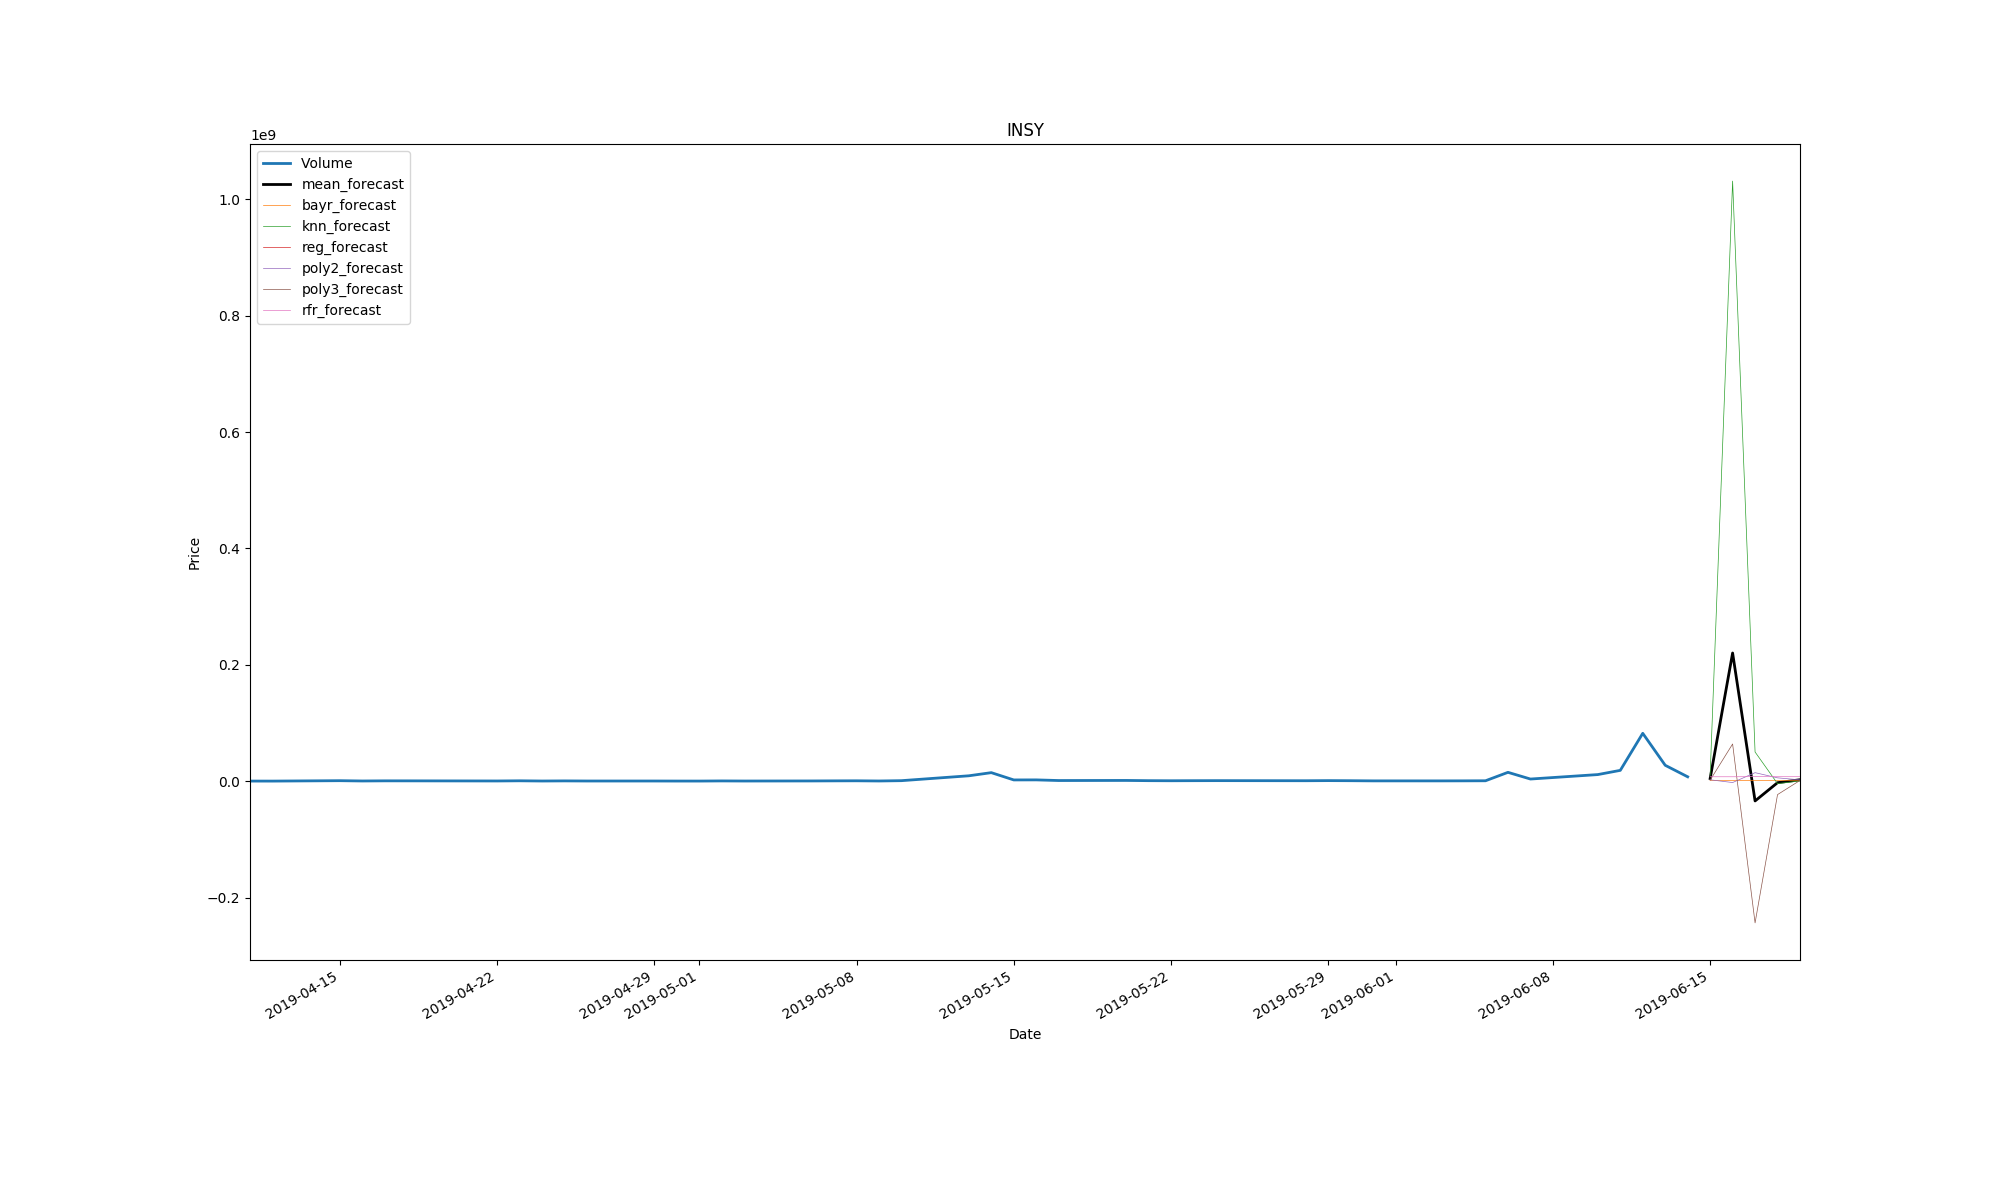 INSY
1e9
Volume
mean_forecast
bayr_forecast
knn_forecast
reg_forecast
poly2_forecast
poly3_forecast
rfr_forecast
1.0
0.8
0.6
0.4
0.2
0.0
−0.2
Price
2019-04-15
2019-04-22
2019-04-29
2019-05-01
2019-05-08
2019-05-15
2019-05-22
2019-05-29
2019-06-01
2019-06-08
2019-06-15
Date